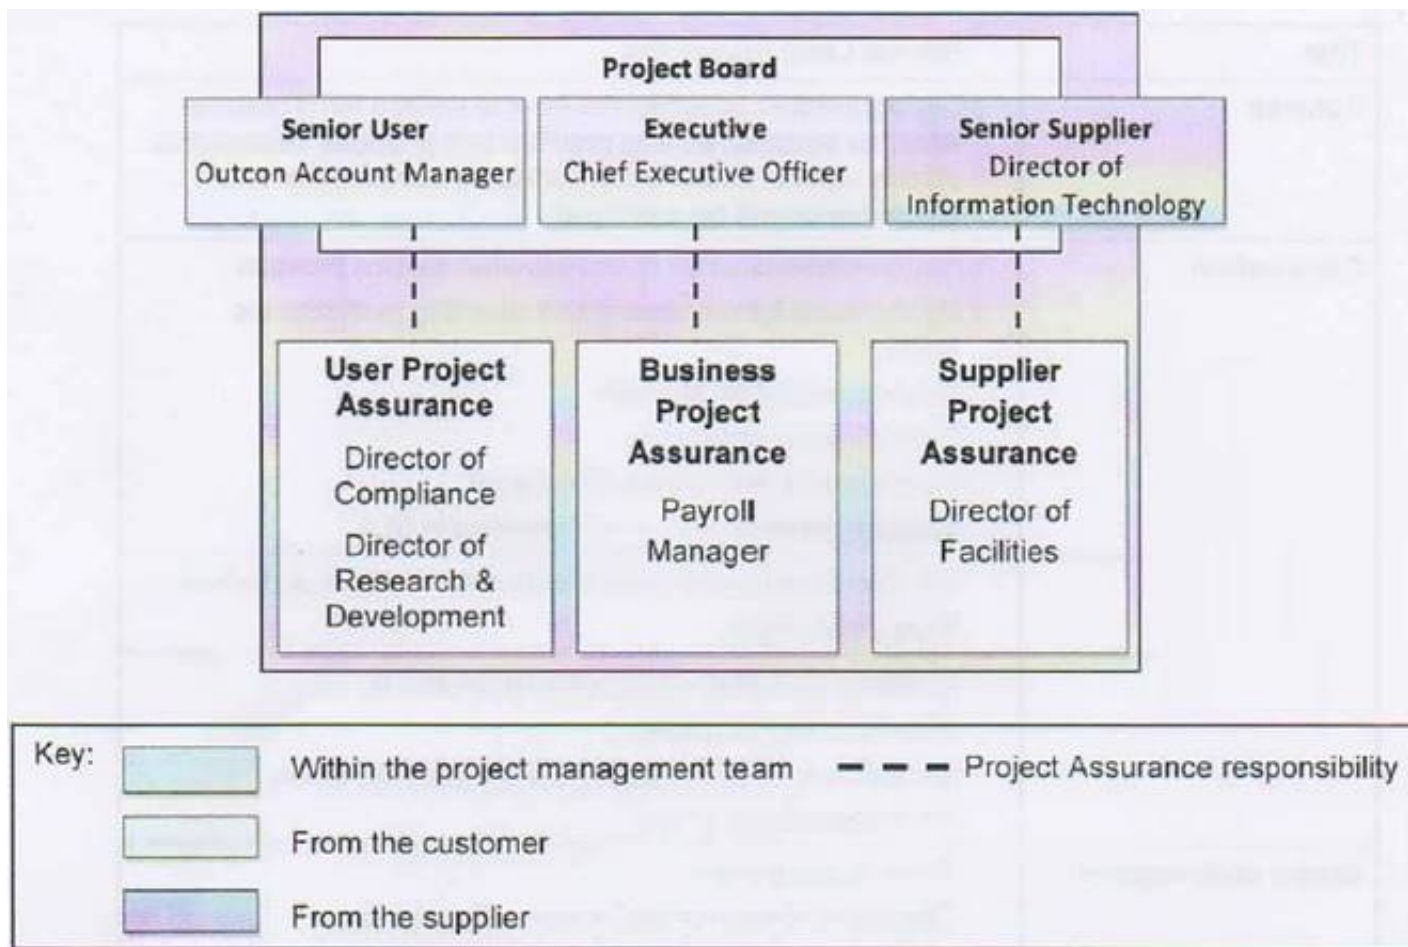 Project Board
Senior User
Outcon Account Manager
Executive
Chief Executive Officer
Senior Supplier
Director of
Information Technology
User Project
Assurance
Director of
Compliance
Director of
Research &
Development
Business
Project
Assurance
Payroll
Manager
Supplier
Project
Assurance
Director of
Facilities
Key:
Within the project management team
Project Assurance responsibility
From the customer
From the supplier